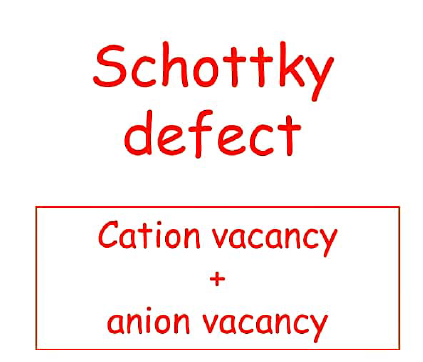 Schottky
defect
Cation vacancy
+
anion vacancy